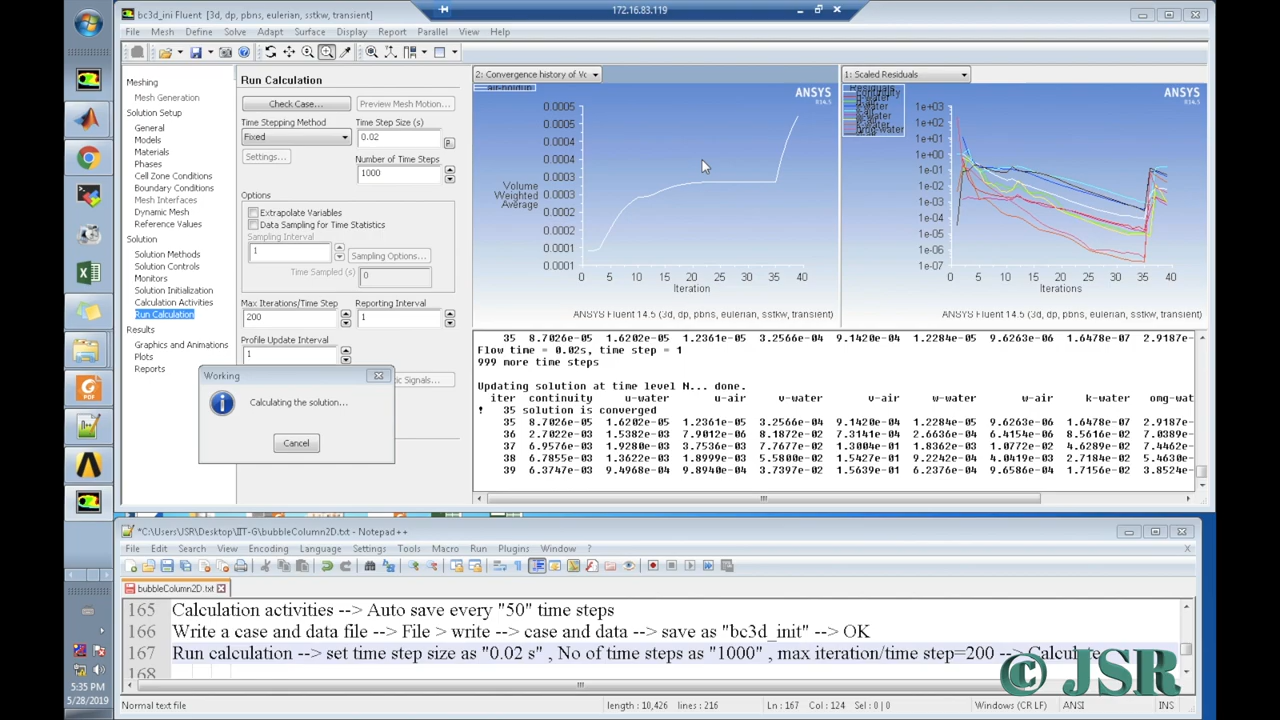 bc3d_ini Fluent [3d, dp, pbns, eulerian, sstkw, transient]
172.16.83.119
File Mesh Define Solve Adapt Surface Display Report Parallel View Help
Meshing
Mesh Generation
Solution Setup
General
Models
Materials
Phases
Cell Zone Conditions
Boundary Conditions
Mesh Interfaces
Dynamic Mesh
Reference Values
Solution
Solution Methods
Solution Controls
Monitors
Solution Initialization
Calculation Activities
Run Calculation
Results
Graphics and Animations
Plots
Reports
Run Calculation
Check Case... Preview Mesh Motion...
Time Stepping Method Time Step Size (s)
Fixed 0.02
Settings... Number of Time Steps
1000
Options
Extrapolate Variables
Data Sampling for Time Statistics
Sampling Interval
1 Sampling Options...
Time Sampled (s) 0
Max Iterations/Time Step Reporting Interval
200 1
Profile Update Interval
1
Signals...
Working
Calculating the solution...
Cancel
2: Convergence history of Vo
air-holdup
ANSYS
R14.5
0.0005
0.0004
0.0004
0.0003
0.0003
0.0002
0.0002
0.0001
0.0001
Volume
Weighted
Average
0 5 10 15 20 25 30 35 40
Iteration
ANSYS Fluent 14.5 (3d, dp, pbns, eulerian, sstkw, transient)
1: Scaled Residuals
Residuals
ANSYS
R14.5
1e+03
1e+02
1e+01
1e+00
1e-01
1e-02
1e-03
1e-04
1e-05
1e-06
1e-07
0 5 10 15 20 25 30 35 40
Iterations
ANSYS Fluent 14.5 (3d, dp, pbns, eulerian, sstkw, transient)
35 8.7026e-05 1.6202e-05 1.2361e-05 3.2566e-04 9.1420e-04 1.2284e-05 9.6263e-06 1.6478e-07 2.9187e-
Flow time = 0.02s, time step = 1
999 more time steps
Updating solution at time level N... done.
iter continuity u-water u-air v-water v-air w-water w-air k-water omg-wat
! 35 solution is converged
35 8.7026e-05 1.6202e-05 1.2361e-05 3.2566e-04 9.1420e-04 1.2284e-05 9.6263e-06 1.6478e-07 2.9187e-
36 2.7022e-03 1.5382e-03 7.9012e-06 8.1872e-02 7.3141e-04 2.6636e-04 6.4154e-06 8.5616e-02 7.0389e-
37 6.9576e-03 1.9280e-03 3.7536e-03 7.7677e-02 1.3004e-01 1.8362e-03 1.0772e-02 4.6289e-02 7.2442e-
38 6.7855e-03 1.3622e-03 1.8999e-03 5.5800e-02 1.5427e-01 9.2242e-04 4.0419e-03 2.7184e-02 5.4630e-
39 6.3747e-03 9.4968e-04 9.8940e-04 3.7397e-02 1.5639e-01 6.2376e-04 9.6586e-04 1.7156e-02 3.8524e-
*C:\Users\JSR\Desktop\IIT-G\bubbleColumn2D.txt - Notepad++
File Edit Search View Encoding Language Settings Tools Macro Run Plugins Window ?
bubbleColumn2D.txt
165 Calculation activities --> Auto save every "50" time steps
166 Write a case and data file --> File > write --> case and data --> save as "bc3d_init" --> OK
167 Run calculation --> set time step size as "0.02 s" , No of time steps as "1000" , max iteration/time step=200 --> Calculate
168
© JSR
Normal text file length : 10,426 lines : 216 Ln : 167 Col : 124 Sel : 0 | 0 Windows (CR LF) ANSI INS
5:35 PM
5/28/2019